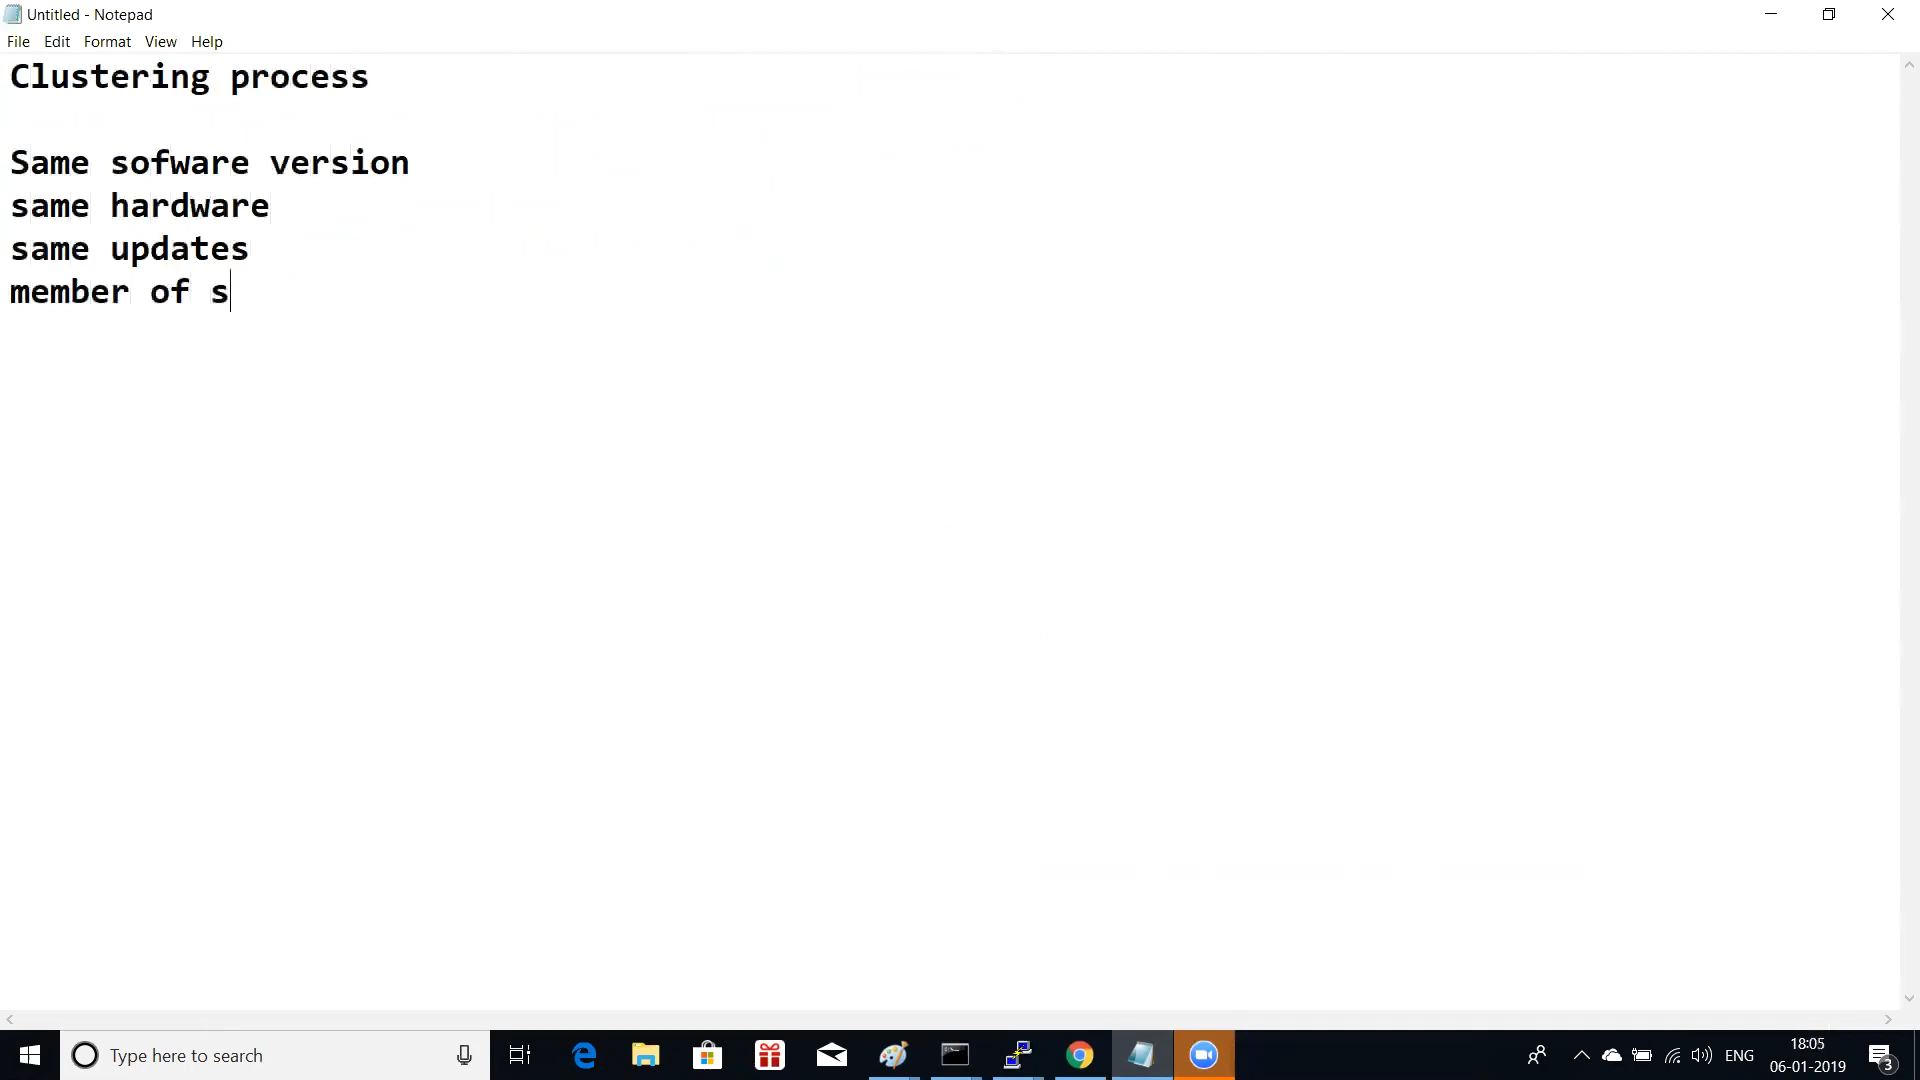 Untitled - Notepad
File Edit Format View Help
Clustering process
Same sofware version
same hardware
same updates
member of s
Type here to search
ENG
18:05
06-01-2019
3